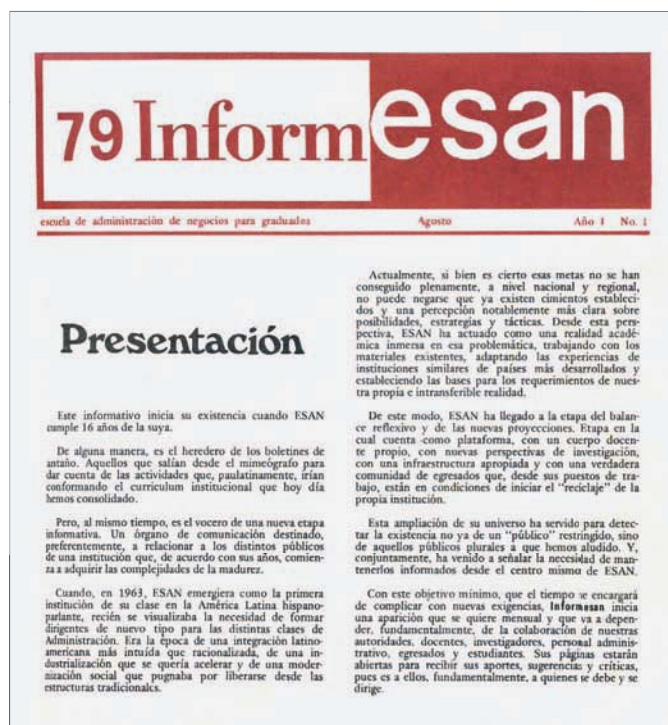 79 Informesan
escuela de administración de negocios para graduados Agosto Año 1 No. 1
Presentación
Este informativo inicia su existencia cuando ESAN
cumple 16 años de la suya.
De alguna manera, es el heredero de los boletines de
antaño. Aquellos que salían desde el mimeógrafo para
dar cuenta de las actividades que, paulatinamente, irían
conformando el curriculum institucional que hoy día
hemos consolidado.
Pero, al mismo tiempo, es el vocero de una nueva etapa
informativa. Un órgano de comunicación destinado,
preferentemente, a relacionar a los distintos públicos
de una institución que, de acuerdo con sus años, comien-
za a adquirir las complejidades de la madurez.
Cuando, en 1963, ESAN emergiera como la primera
institución de su clase en la América Latina hispano-
parlante, recién se visualizaba la necesidad de formar
dirigentes de nuevo tipo para las distintas clases de
Administración. Era la época de una integración latino-
americana más intuída que racionalizada, de una in-
dustrialización que se quería acelerar y de una moder-
nización social que pugnaba por liberarse desde las
estructuras tradicionales.
Actualmente, si bien es cierto esas metas no se han
conseguido plenamente, a nivel nacional y regional,
no puede negarse que ya existen cimientos estableci-
dos y una percepción notablemente más clara sobre
posibilidades, estrategias y tácticas. Desde esta pers-
pectiva, ESAN ha actuado como una realidad acadé-
mica inmersa en esa problemática, trabajando con los
materiales existentes, adaptando las experiencias de
instituciones similares de países más desarrollados y
estableciendo las bases para los requerimientos de nues-
tra propia e intransferible realidad.
De este modo, ESAN ha llegado a la etapa del balan-
ce reflexivo y de las nuevas proyecciones. Etapa en la
cual cuenta como plataforma, con un cuerpo docen-
te propio, con nuevas perspectivas de investigación,
con una infraestructura apropiada y con una verdadera
comunidad de egresados que, desde sus puestos de tra-
bajo, están en condiciones de iniciar el "reciclaje" de la
propia institución.
Esta ampliación de su universo ha servido para detec-
tar la existencia no ya de un "público" restringido, sino
de aquellos públicos plurales a que hemos aludido. Y,
conjuntamente, ha venido a señalar la necesidad de man-
tenerlos informados desde el centro mismo de ESAN.
Con este objetivo mínimo, que el tiempo se encargará
de complicar con nuevas exigencias, Informesan inicia
una aparición que se quiere mensual y que va a depen-
der, fundamentalmente, de la colaboración de nuestras
autoridades, docentes, investigadores, personal adminis-
trativo, egresados y estudiantes. Sus páginas estarán
abiertas para recibir sus aportes, sugerencias y críticas,
pues es a ellos, fundamentalmente, a quienes se debe y se
dirige.